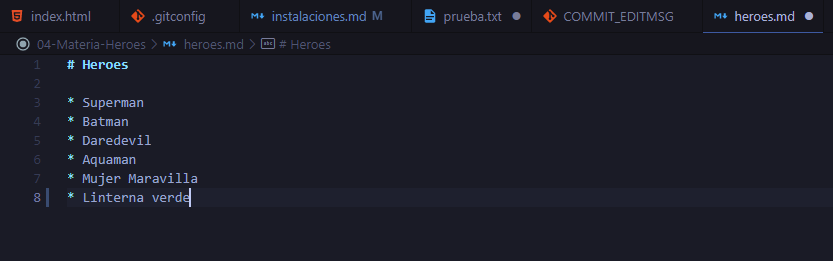 index.html .gitconfig instalaciones.md M prueba.txt COMMIT_EDITMSG heroes.md
04-Materia-Heroes > heroes.md > # Heroes
1 # Heroes
2
3 * Superman
4 * Batman
5 * Daredevil
6 * Aquaman
7 * Mujer Maravilla
8 * Linterna verde